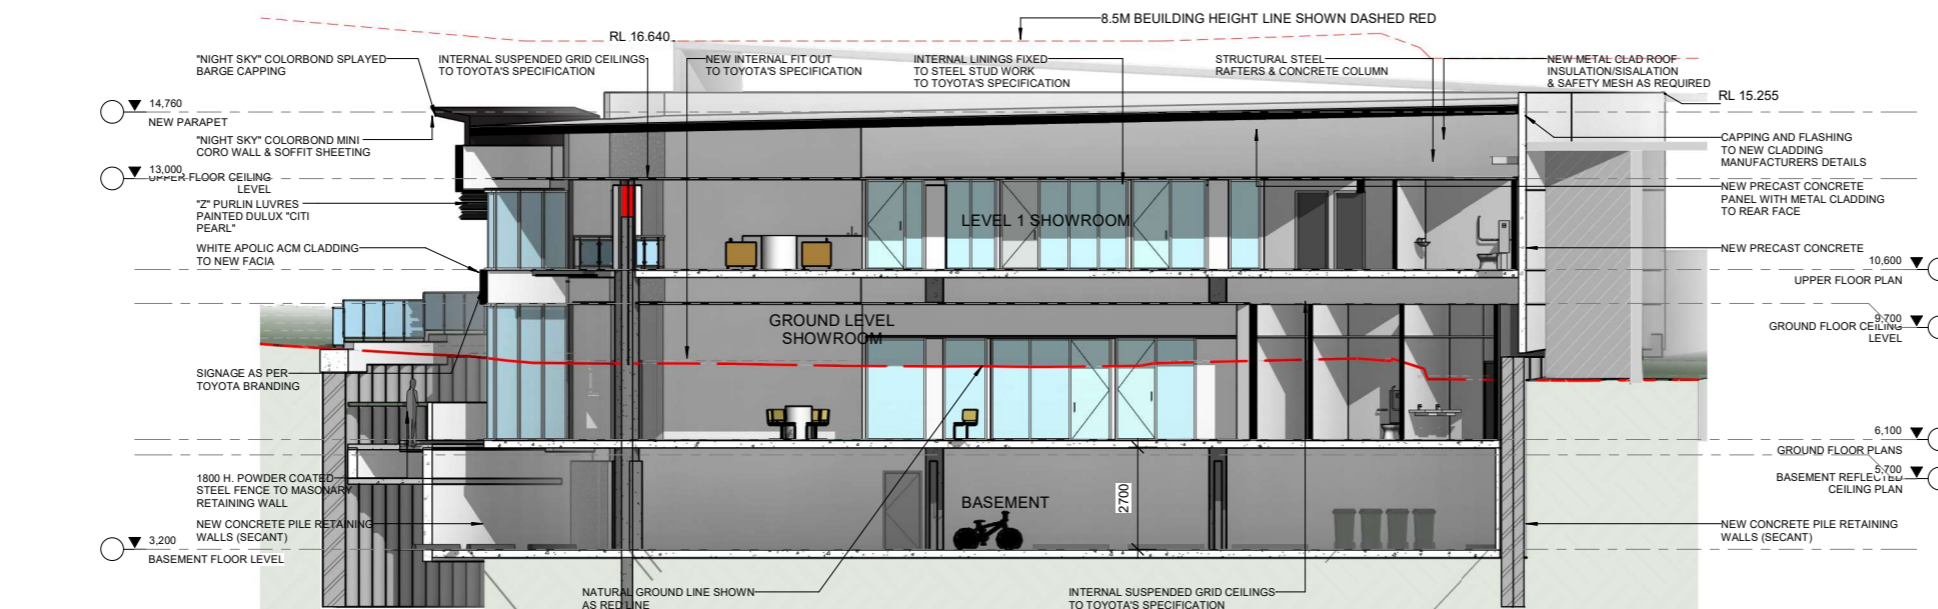 8.5M BEUILDING HEIGHT LINE SHOWN DASHED RED
RL 16.640
"NIGHT SKY" COLORBOND SPLAYED
BARGE CAPPING
INTERNAL SUSPENDED GRID CEILINGS
TO TOYOTA'S SPECIFICATION
NEW INTERNAL FIT OUT
TO TOYOTA'S SPECIFICATION
INTERNAL LININGS FIXED
TO STEEL STUD WORK
TO TOYOTA'S SPECIFICATION
STRUCTURAL STEEL
RAFTERS & CONCRETE COLUMN
NEW METAL CLAD ROOF
INSULATION/SISALATION
& SAFETY MESH AS REQUIRED
RL 15.255
14,760
NEW PARAPET
"NIGHT SKY" COLORBOND MINI
CORO WALL & SOFFIT SHEETING
CAPPING AND FLASHING
TO NEW CLADDING
MANUFACTURERS DETAILS
13,000
UPPER FLOOR CEILING
LEVEL
"Z" PURLIN LUVRES
PAINTED DULUX "CITI
PEARL"
NEW PRECAST CONCRETE
PANEL WITH METAL CLADDING
TO REAR FACE
LEVEL 1 SHOWROOM
WHITE APOLIC ACM CLADDING
TO NEW FACIA
NEW PRECAST CONCRETE
10,600
UPPER FLOOR PLAN
GROUND LEVEL
SHOWROOM
9,700
GROUND FLOOR CEILING
LEVEL
SIGNAGE AS PER
TOYOTA BRANDING
6,100
GROUND FLOOR PLANS
5,700
BASEMENT REFLECTED
CEILING PLAN
1800 H. POWDER COATED
STEEL FENCE TO MASONARY
RETAINING WALL
BASEMENT
2700
NEW CONCRETE PILE RETAINING
WALLS (SECANT)
NEW CONCRETE PILE RETAINING
WALLS (SECANT)
3,200
BASEMENT FLOOR LEVEL
NATURAL GROUND LINE SHOWN
AS RED LINE
INTERNAL SUSPENDED GRID CEILINGS
TO TOYOTA'S SPECIFICATION